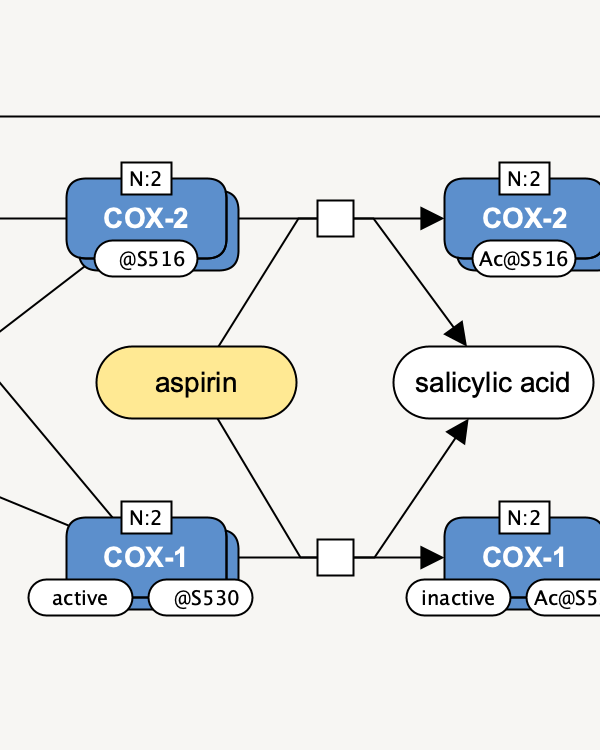 N:2
COX-2
@S516
N:2
COX-2
Ac@S516
aspirin
salicylic acid
N:2
COX-1
active
@S530
N:2
COX-1
inactive
Ac@S5